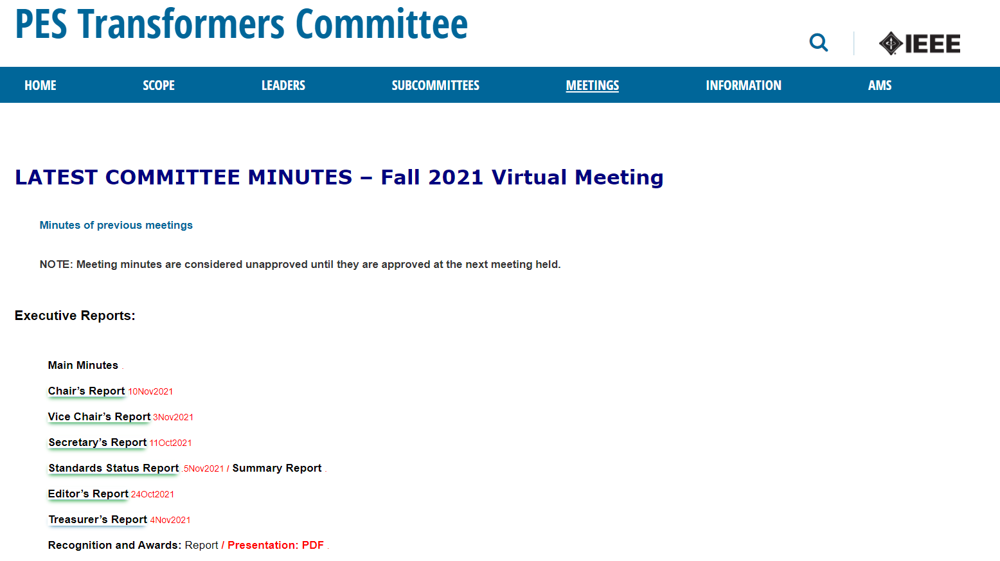 PES Transformers Committee
IEEE
HOME SCOPE LEADERS SUBCOMMITTEES MEETINGS INFORMATION AMS
LATEST COMMITTEE MINUTES – Fall 2021 Virtual Meeting
Minutes of previous meetings
NOTE: Meeting minutes are considered unapproved until they are approved at the next meeting held.
Executive Reports:
Main Minutes .
Chair’s Report 10Nov2021
Vice Chair’s Report 3Nov2021
Secretary’s Report 11Oct2021
Standards Status Report .5Nov2021 / Summary Report .
Editor’s Report 24Oct2021
Treasurer’s Report 4Nov2021
Recognition and Awards: Report / Presentation: PDF .